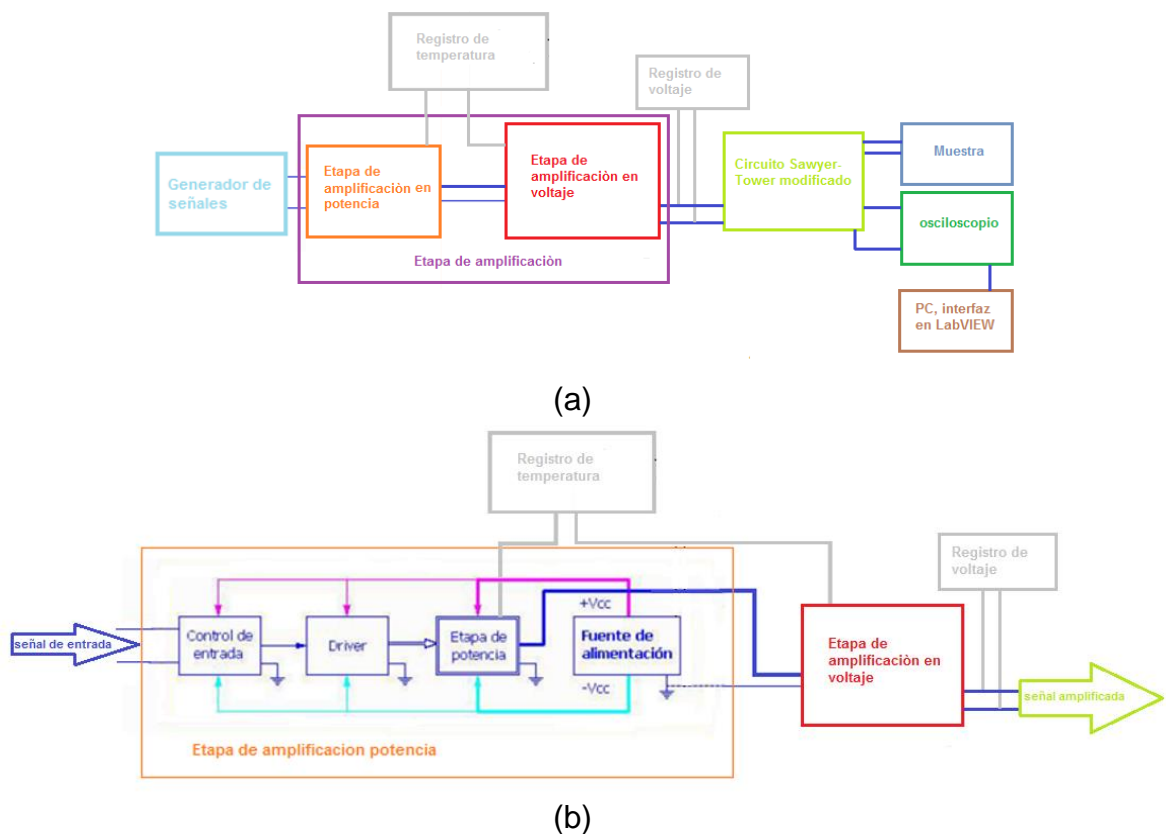 Registro de
temperatura
Registro de
voltaje
Generador de
señales
Etapa de
amplificaciòn en
potencia
Etapa de
amplificaciòn en
voltaje
Circuito Sawyer-
Tower modificado
Muestra
osciloscopio
Etapa de amplificaciòn
PC, interfaz
en LabVIEW
(a)
Registro de
temperatura
Registro de
voltaje
señal de entrada
Control de
entrada
Driver
Etapa de
potencia
+Vcc
Fuente de
alimentación
-Vcc
Etapa de
amplificaciòn en
voltaje
señal amplificada
Etapa de amplificacion potencia
(b)